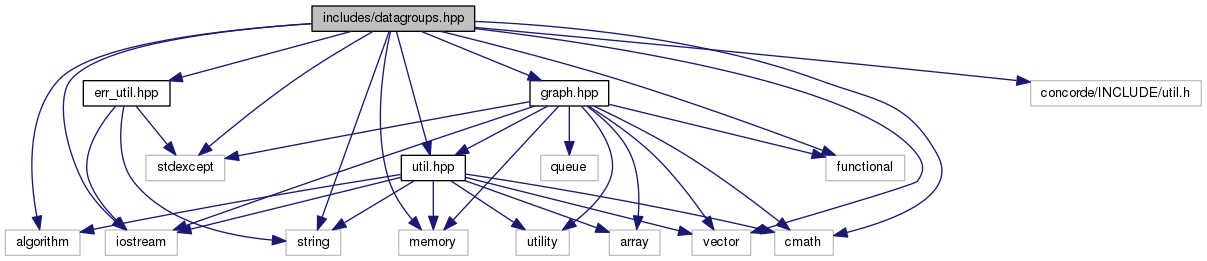 includes/datagroups.hpp
err_util.hpp
graph.hpp
concorde/INCLUDE/util.h
stdexcept
util.hpp
queue
functional
algorithm
iostream
string
memory
utility
array
vector
cmath